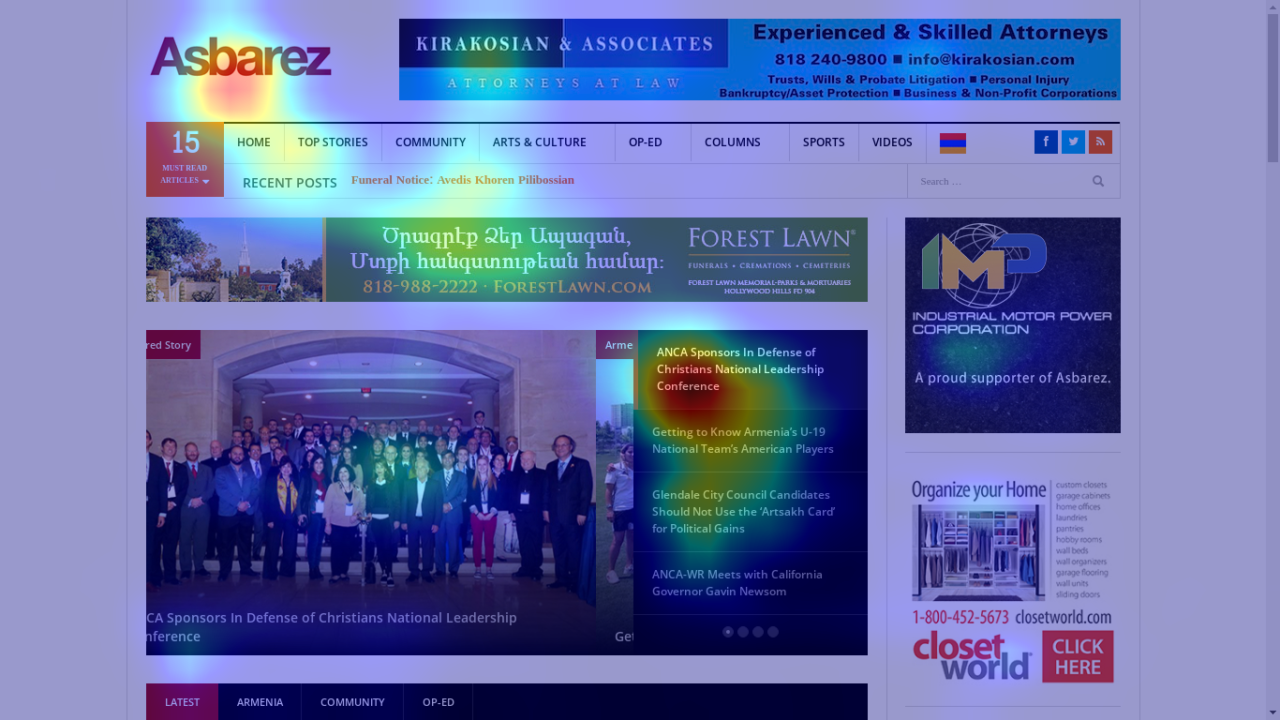 Asbarez
KIRAKOSIAN & ASSOCIATES
ATTORNEYS AT LAW
Experienced & Skilled Attorneys
818 240-9800 ■ info@kirakosian.com
Trusts, Wills & Probate Litigation ■ Personal Injury
Bankruptcy/Asset Protection ■ Business & Non-Profit Corporations
15
MUST READ
ARTICLES
HOME
TOP STORIES
COMMUNITY
ARTS & CULTURE
OP-ED
COLUMNS
SPORTS
VIDEOS
RECENT POSTS
Funeral Notice: Avedis Khoren Pilibossian
Search ...
Ծրագրէք Ձեր Ապագան,
Մտքի հանգստութեան համար:
818-988-2222 · ForestLawn.com
FOREST LAWN®
FUNERALS • CREMATIONS • CEMETERIES
FOREST LAWN MEMORIAL-PARKS & MORTUARIES
HOLLYWOOD HILLS FD 904
IMP
INDUSTRIAL MOTOR POWER
CORPORATION
A proud supporter of Asbarez.
red Story
Arme
CA Sponsors In Defense of Christians National Leadership
nference
Get
ANCA Sponsors In Defense of
Christians National Leadership
Conference
Getting to Know Armenia's U-19
National Team's American Players
Glendale City Council Candidates
Should Not Use the 'Artsakh Card'
for Political Gains
ANCA-WR Meets with California
Governor Gavin Newsom
Organize your Home
custom closets
garage cabinets
home offices
laundries
pantries
hobby rooms
wall beds
wall units
organizers
garage flooring
wall units
sliding doors
1-800-452-5673 closetworld.com
closet
world
CLICK
HERE
LATEST
ARMENIA
COMMUNITY
OP-ED